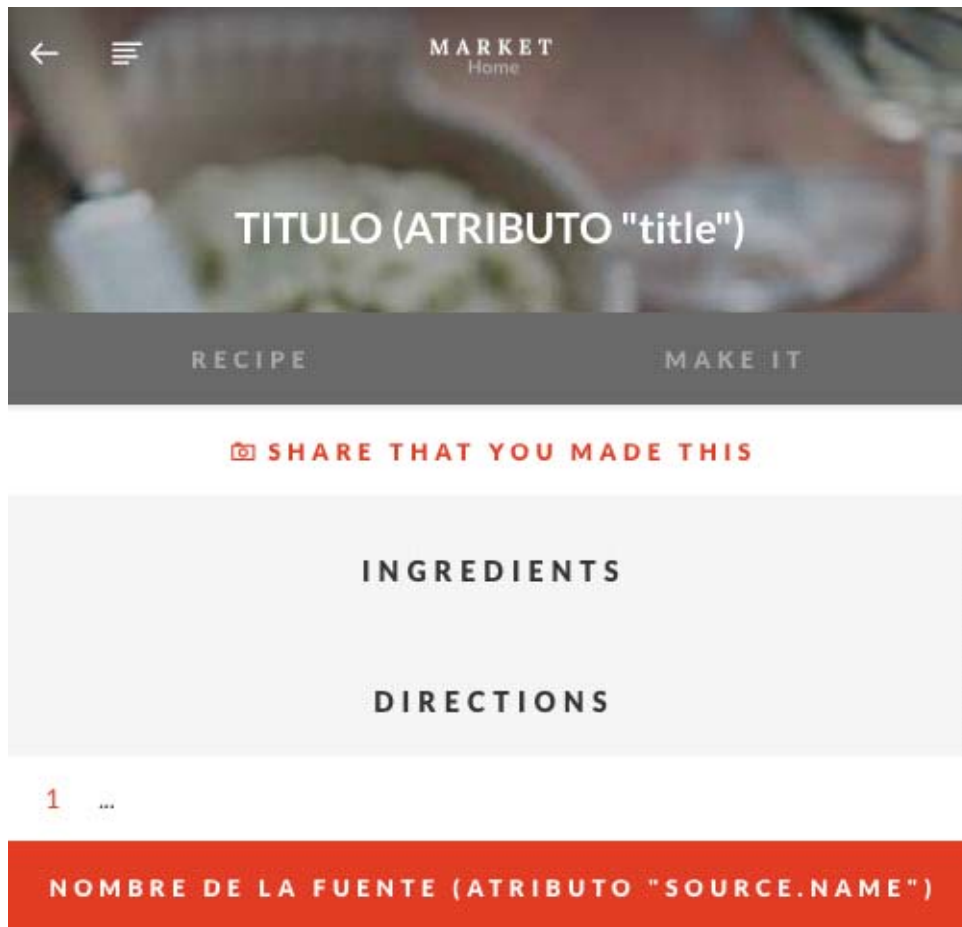 MARKET
Home
TITULO (ATRIBUTO "title")
RECIPE MAKE IT
SHARE THAT YOU MADE THIS
INGREDIENTS
DIRECTIONS
1 ...
NOMBRE DE LA FUENTE (ATRIBUTO "SOURCE.NAME")